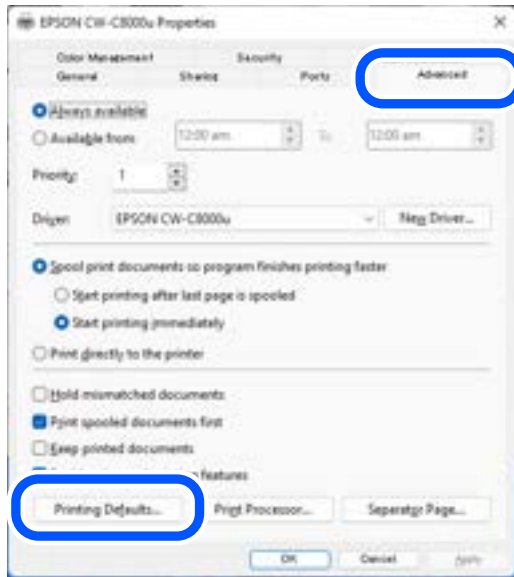 EPSON CW-C8000u Properties
Color Management Security
General Sharing Ports Advanced
Always available
Available from 12:00 am To 12:00 am
Priority: 1
Driver: EPSON CW-C8000u New Driver...
Spool print documents so program finishes printing faster
Start printing after last page is spooled
Start printing immediately
Print directly to the printer
Hold mismatched documents
Print spooled documents first
Keep printed documents
features
Printing Defaults... Print Processor... Separator Page...
OK Cancel Apply